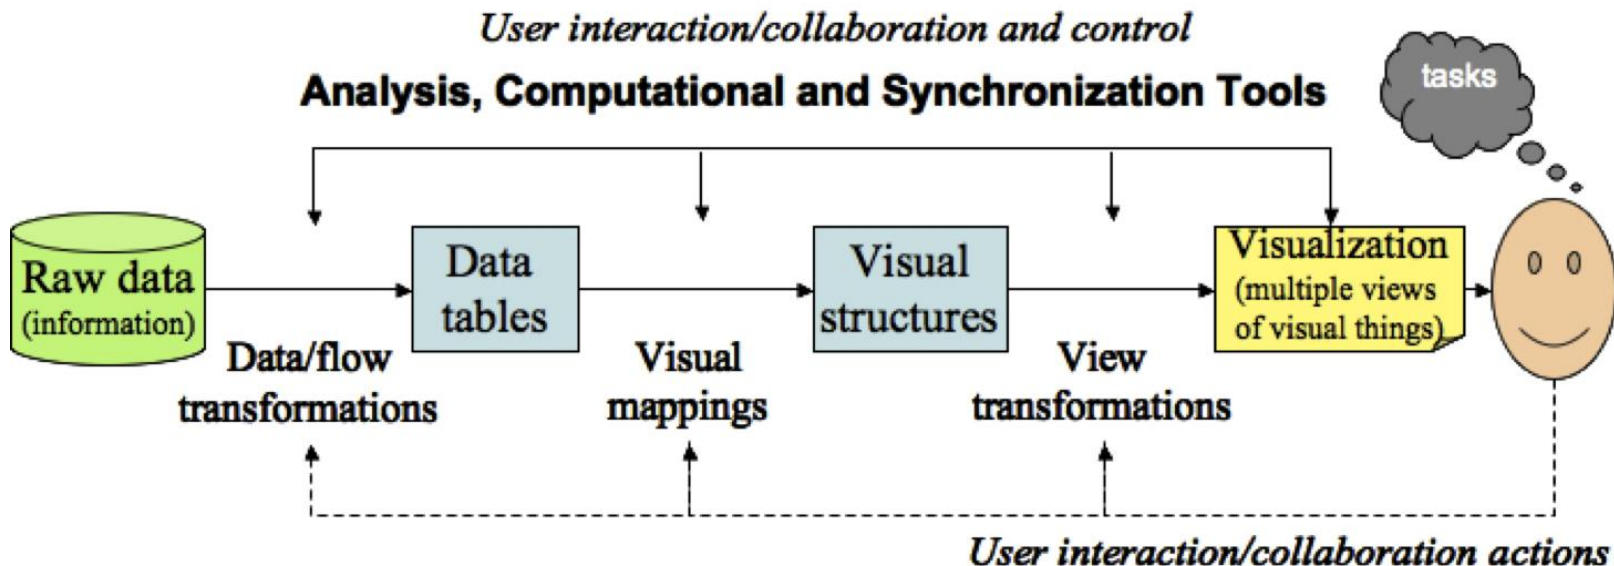 User interaction/collaboration and control
Analysis, Computational and Synchronization Tools
tasks
Raw data
(information)
Data
tables
Visual
structures
Visualization
(multiple views
of visual things)
Data/flow
transformations
Visual
mappings
View
transformations
User interaction/collaboration actions